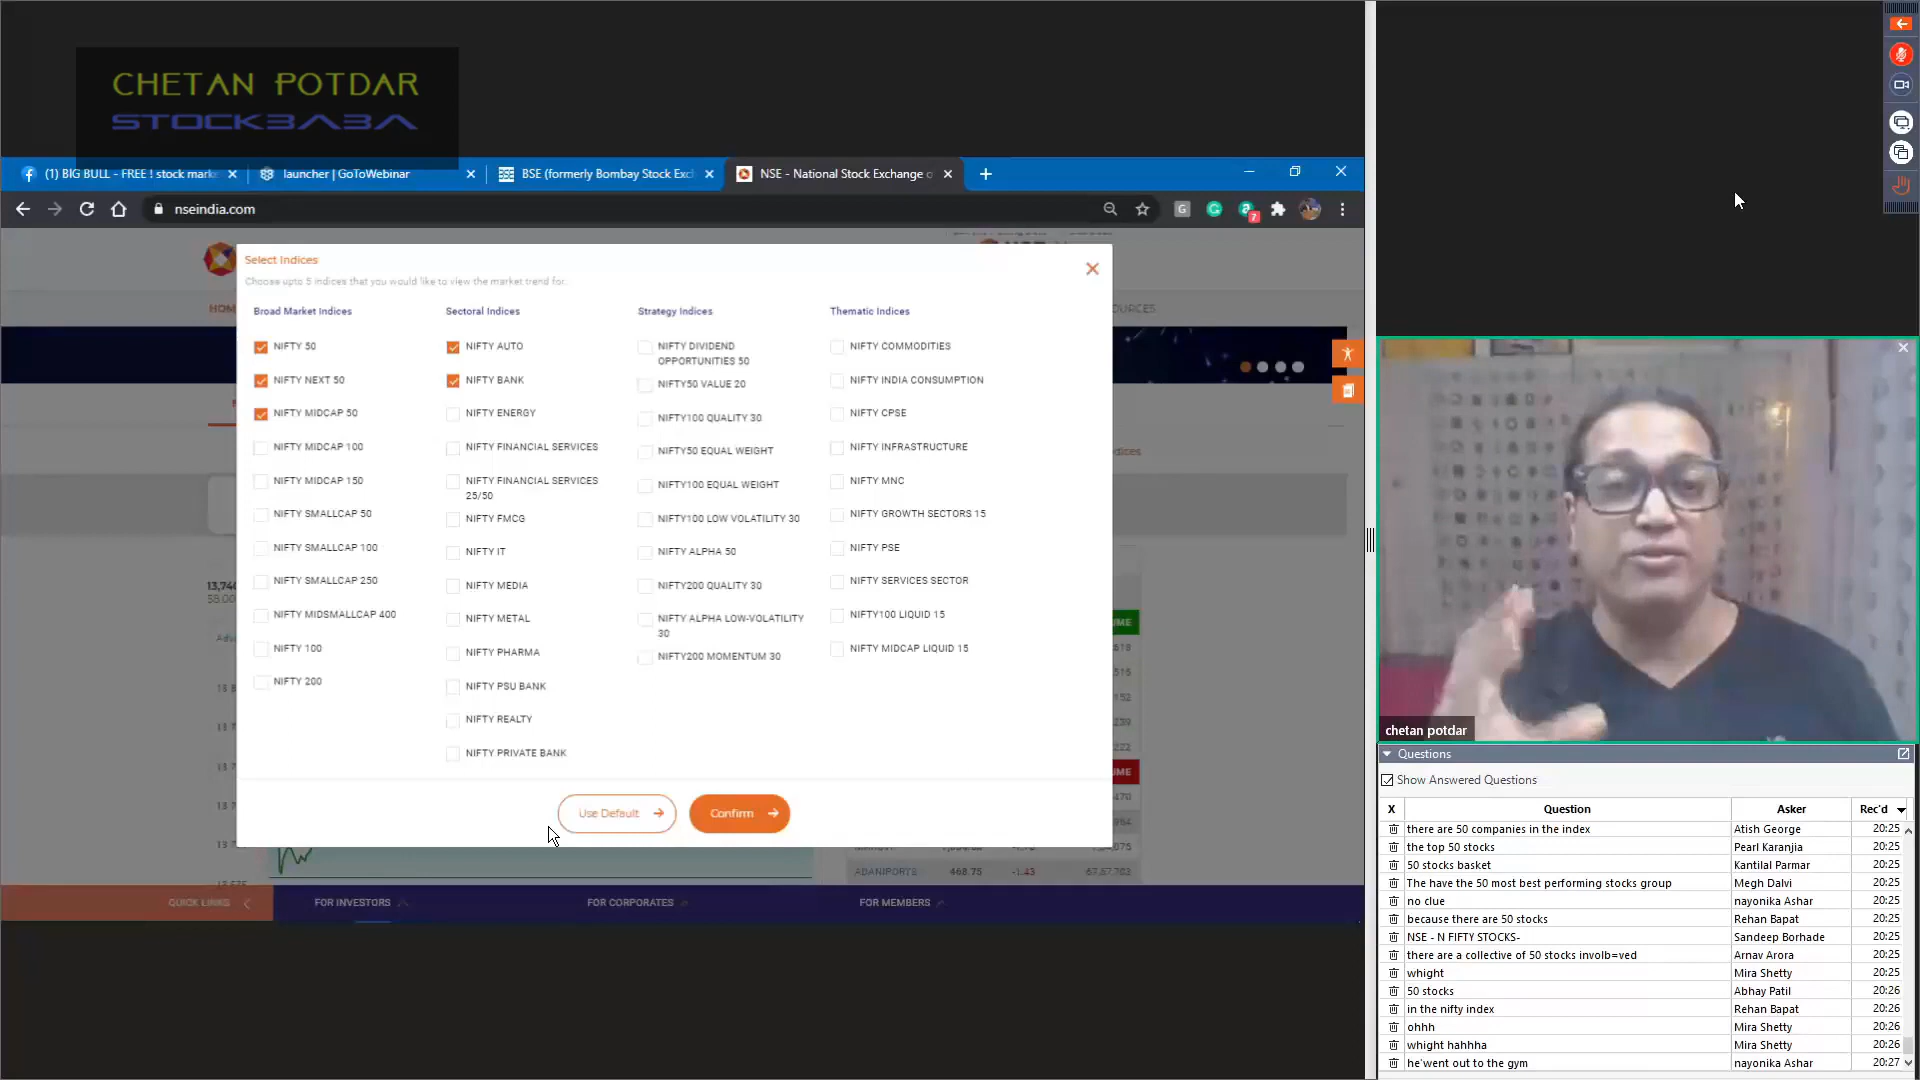 CHETAN POTDAR
STOCKBABA
(1) BIG BULL - FREE ! stock mark
launcher | GoToWebinar
BSE (formerly Bombay Stock Exc
NSE - National Stock Exchange o
nseindia.com
Select Indices
Choose upto 5 indices that you would like to view the market trend for.
Broad Market Indices
NIFTY 50
NIFTY NEXT 50
NIFTY MIDCAP 50
NIFTY MIDCAP 100
NIFTY MIDCAP 150
NIFTY SMALLCAP 50
NIFTY SMALLCAP 100
NIFTY SMALLCAP 250
NIFTY MIDSMALLCAP 400
NIFTY 100
NIFTY 200
Sectoral Indices
NIFTY AUTO
NIFTY BANK
NIFTY ENERGY
NIFTY FINANCIAL SERVICES
NIFTY FINANCIAL SERVICES
25/50
NIFTY FMCG
NIFTY IT
NIFTY MEDIA
NIFTY METAL
NIFTY PHARMA
NIFTY PSU BANK
NIFTY REALTY
NIFTY PRIVATE BANK
Strategy Indices
NIFTY DIVIDEND
OPPORTUNITIES 50
NIFTY50 VALUE 20
NIFTY100 QUALITY 30
NIFTY50 EQUAL WEIGHT
NIFTY100 EQUAL WEIGHT
NIFTY100 LOW VOLATILITY 30
NIFTY ALPHA 50
NIFTY200 QUALITY 30
NIFTY ALPHA LOW-VOLATILITY
30
NIFTY200 MOMENTUM 30
Thematic Indices
NIFTY COMMODITIES
NIFTY INDIA CONSUMPTION
NIFTY CPSE
NIFTY INFRASTRUCTURE
NIFTY MNC
NIFTY GROWTH SECTORS 15
NIFTY PSE
NIFTY SERVICES SECTOR
NIFTY100 LIQUID 15
NIFTY MIDCAP LIQUID 15
Use Default
Confirm
ADANIPORTS 468.75 -1.43
QUICK LINKS
FOR INVESTORS
FOR CORPORATES
FOR MEMBERS
chetan potdar
Questions
Show Answered Questions
X Question Asker Rec'd
there are 50 companies in the index Atish George 20:25
the top 50 stocks Pearl Karanjia 20:25
50 stocks basket Kantilal Parmar 20:25
The have the 50 most best performing stocks group Megh Dalvi 20:25
no clue nayonika Ashar 20:25
because there are 50 stocks Rehan Bapat 20:25
NSE - N FIFTY STOCKS- Sandeep Borhade 20:25
there are a collective of 50 stocks involb=ved Arnav Arora 20:25
whight Mira Shetty 20:25
50 stocks Abhay Patil 20:26
in the nifty index Rehan Bapat 20:26
ohhh Mira Shetty 20:26
whight hahhha Mira Shetty 20:26
he'went out to the gym nayonika Ashar 20:27